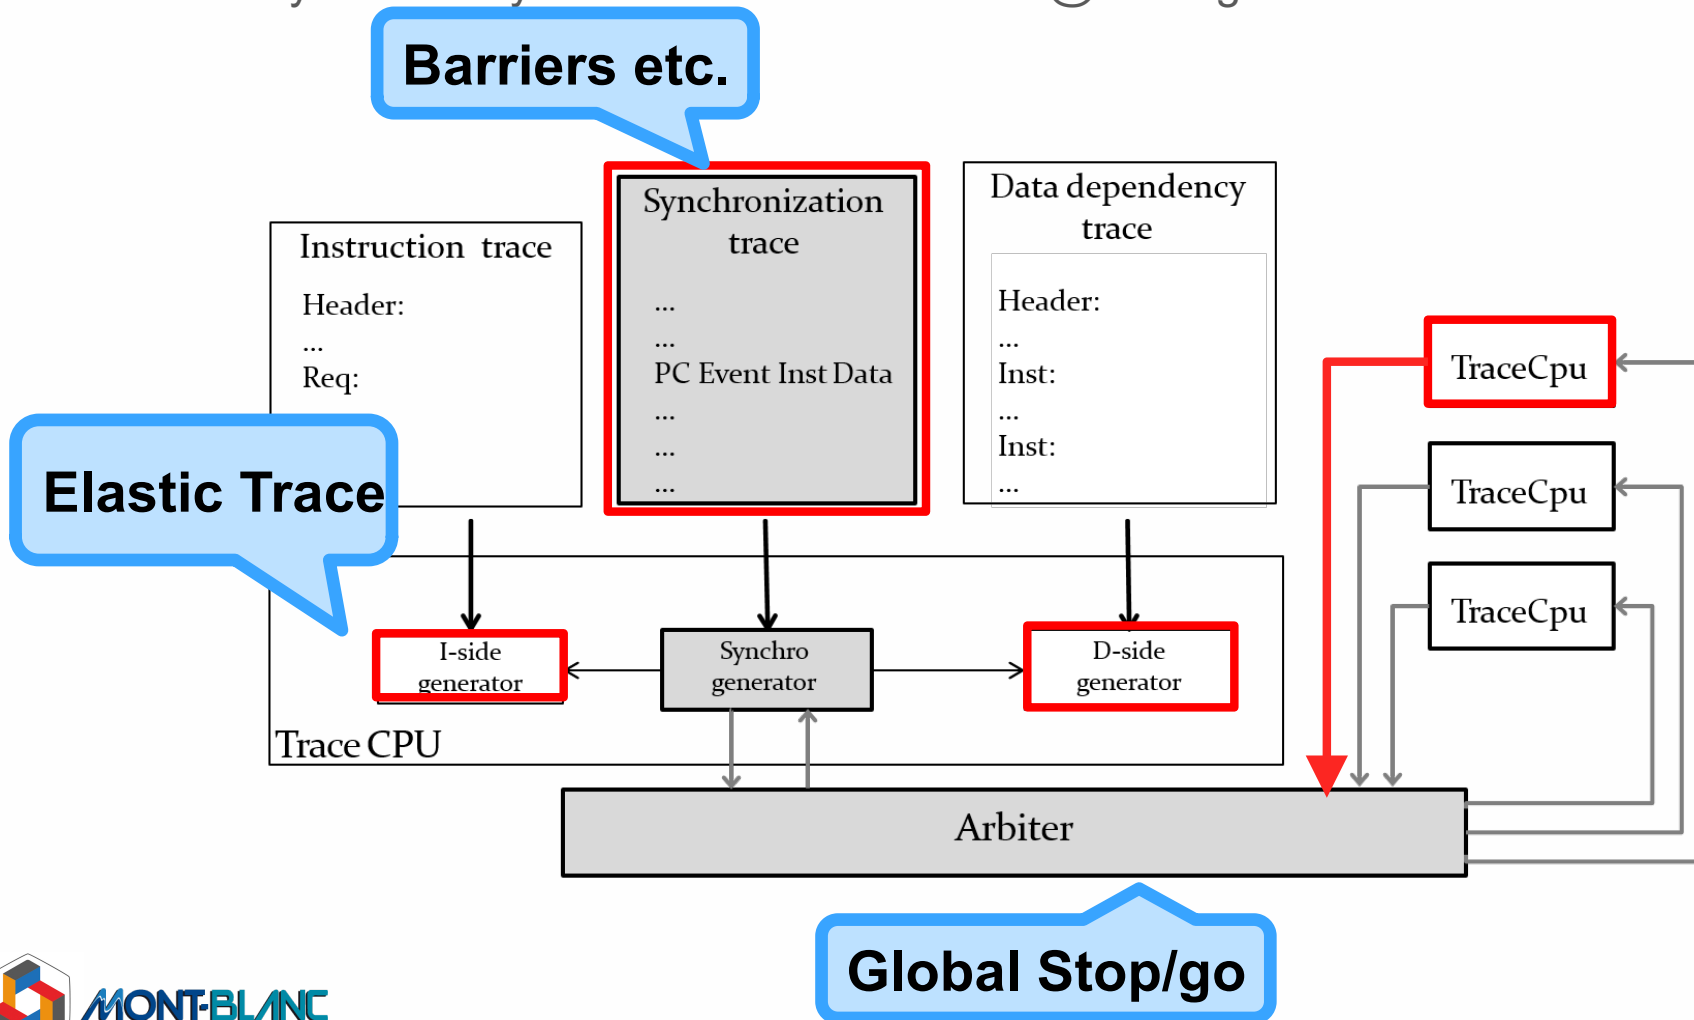 Barriers etc.
Instruction trace
Header:
...
Req:
Synchronization
trace
...
...
PC Event Inst Data
...
...
...
Data dependency
trace
Header:
...
Inst:
...
Inst:
...
Elastic Trace
TraceCpu
TraceCpu
TraceCpu
I-side
generator
Synchro
generator
D-side
generator
Trace CPU
Arbiter
Global Stop/go
MONT-BLANC